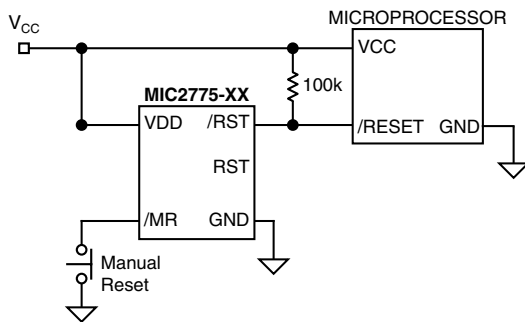 MICROPROCESSOR
VCC
VCC
100k
MIC2775-XX
VDD
/RST
/RESET
GND
RST
/MR
GND
Manual
Reset